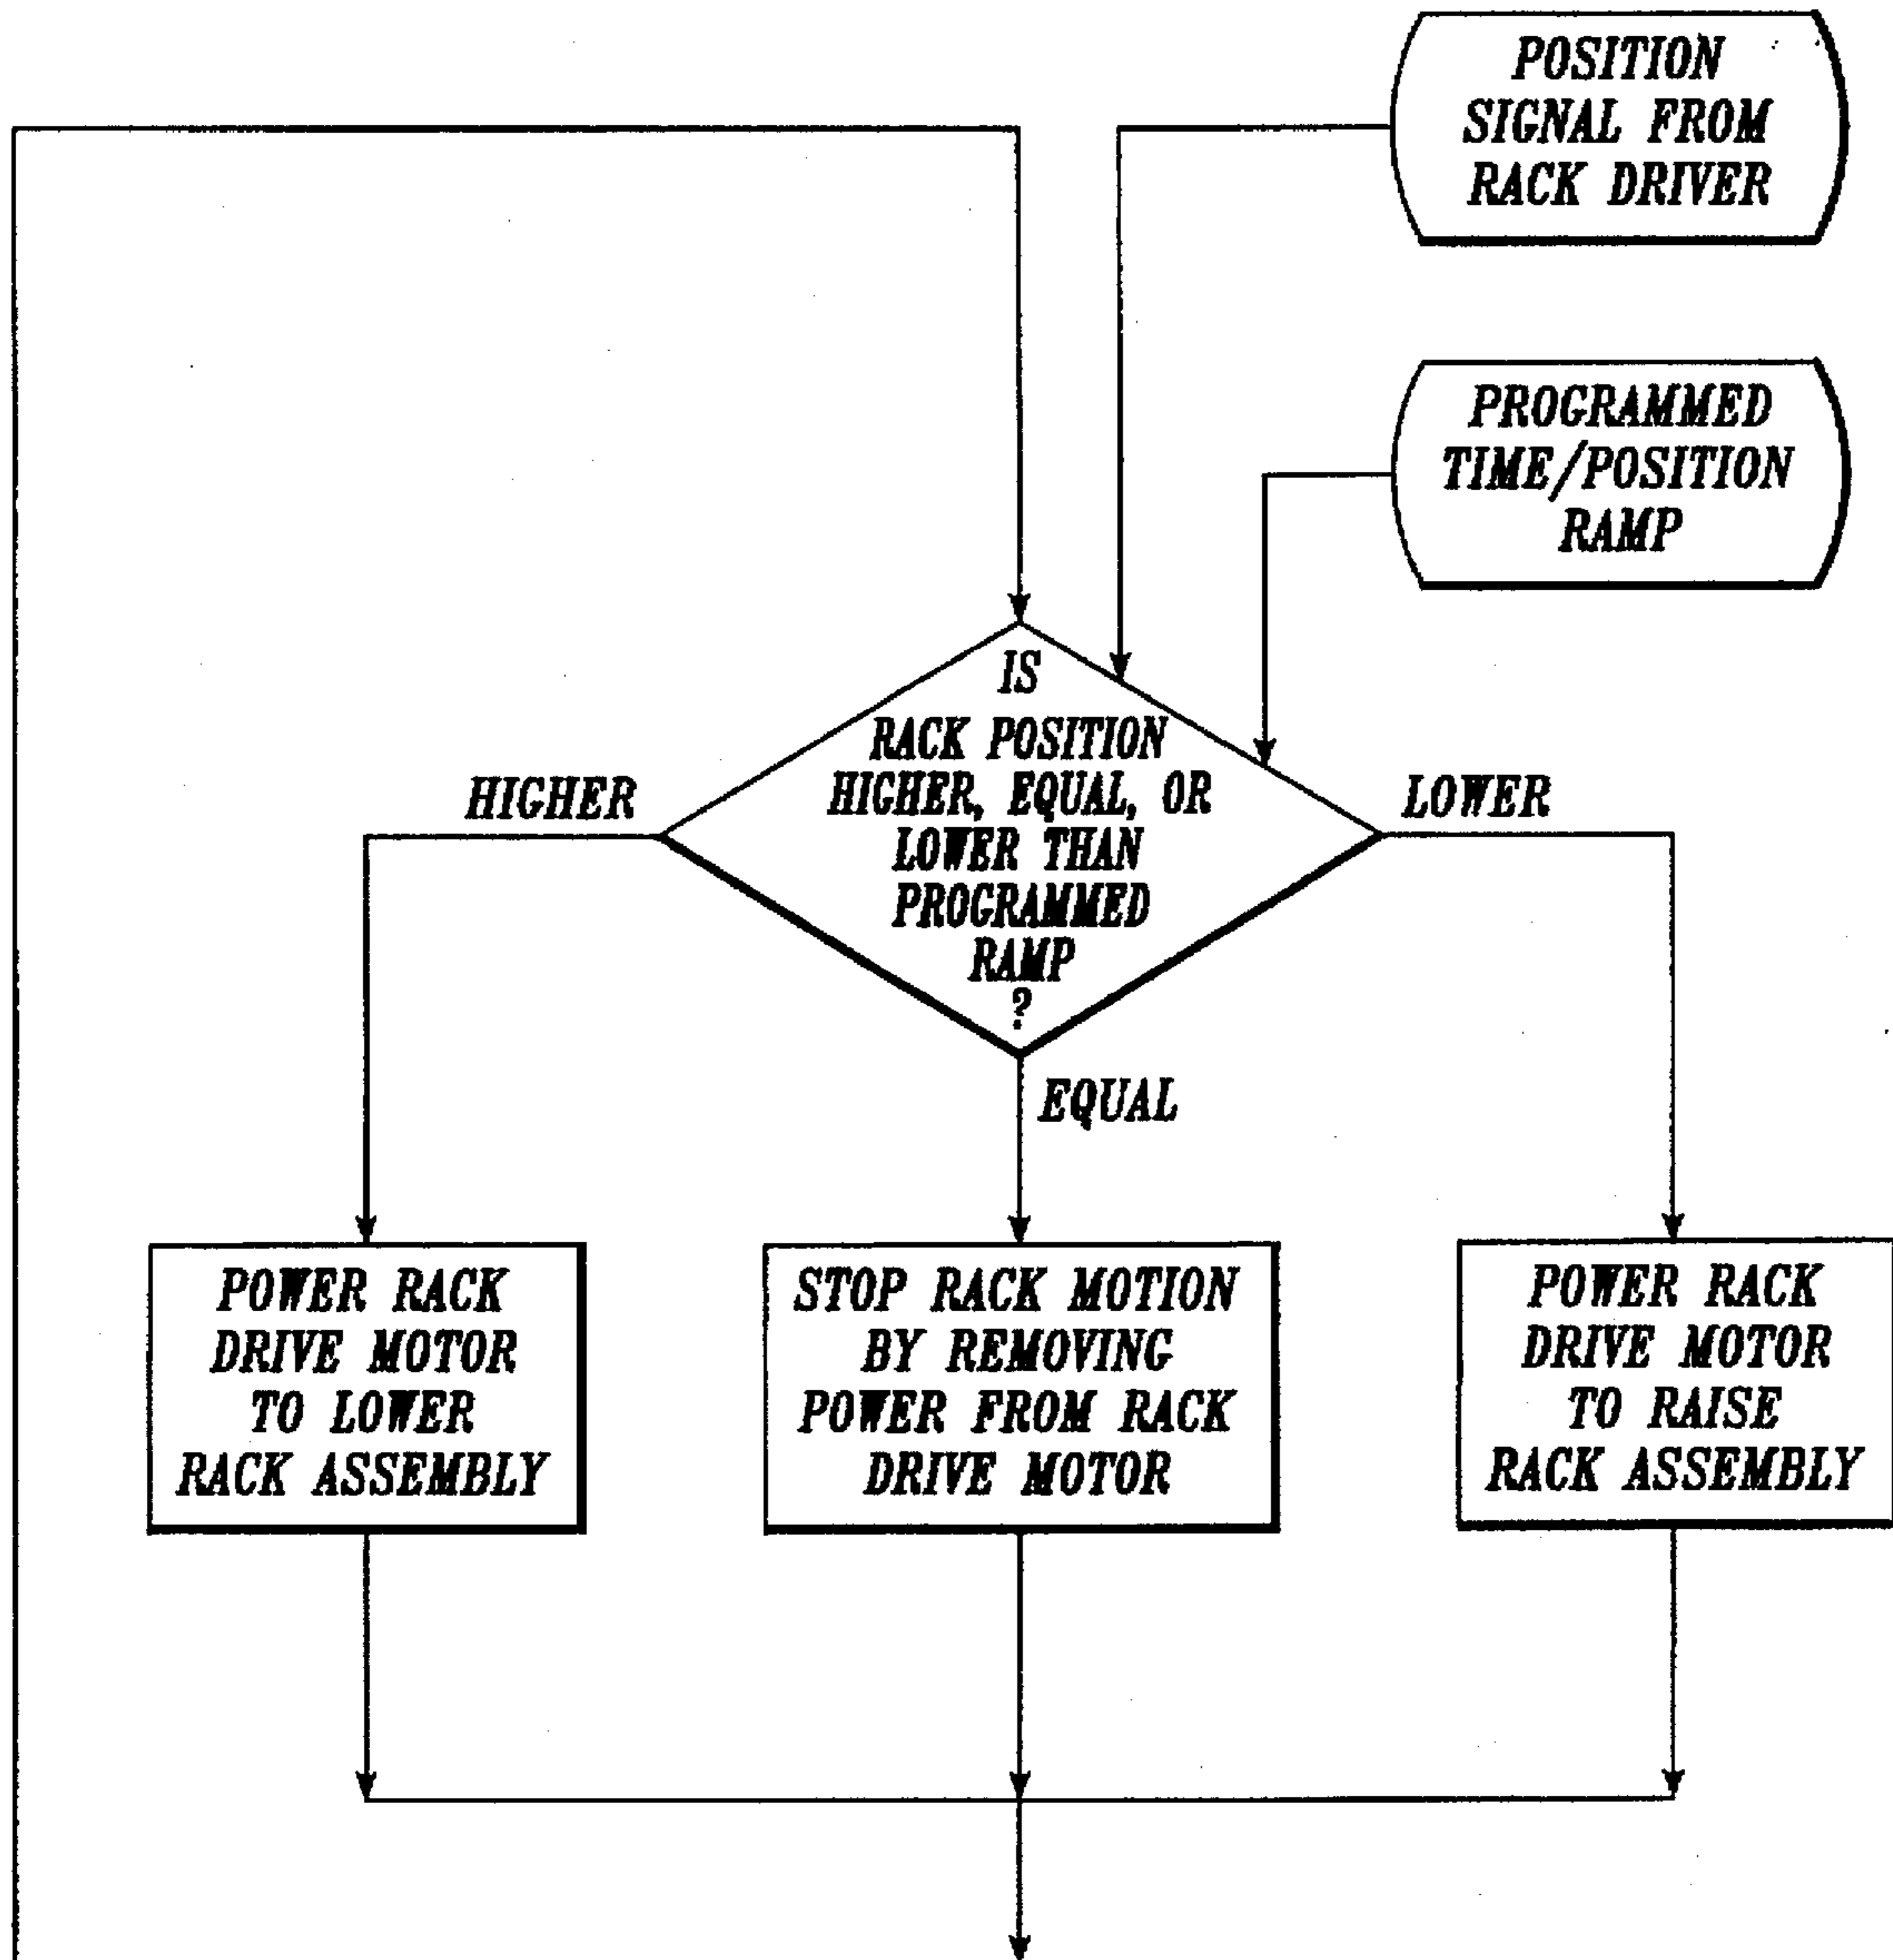 POSITION
SIGNAL FROM
RACK DRIVER
PROGRAMMED
TIME/POSITION
RAMP
IS
RACK POSITION
HIGHER, EQUAL, OR
LOWER THAN
PROGRAMMED
RAMP
?
HIGHER
LOWER
EQUAL
POWER RACK
DRIVE MOTOR
TO LOWER
RACK ASSEMBLY
STOP RACK MOTION
BY REMOVING
POWER FROM RACK
DRIVE MOTOR
POWER RACK
DRIVE MOTOR
TO RAISE
RACK ASSEMBLY